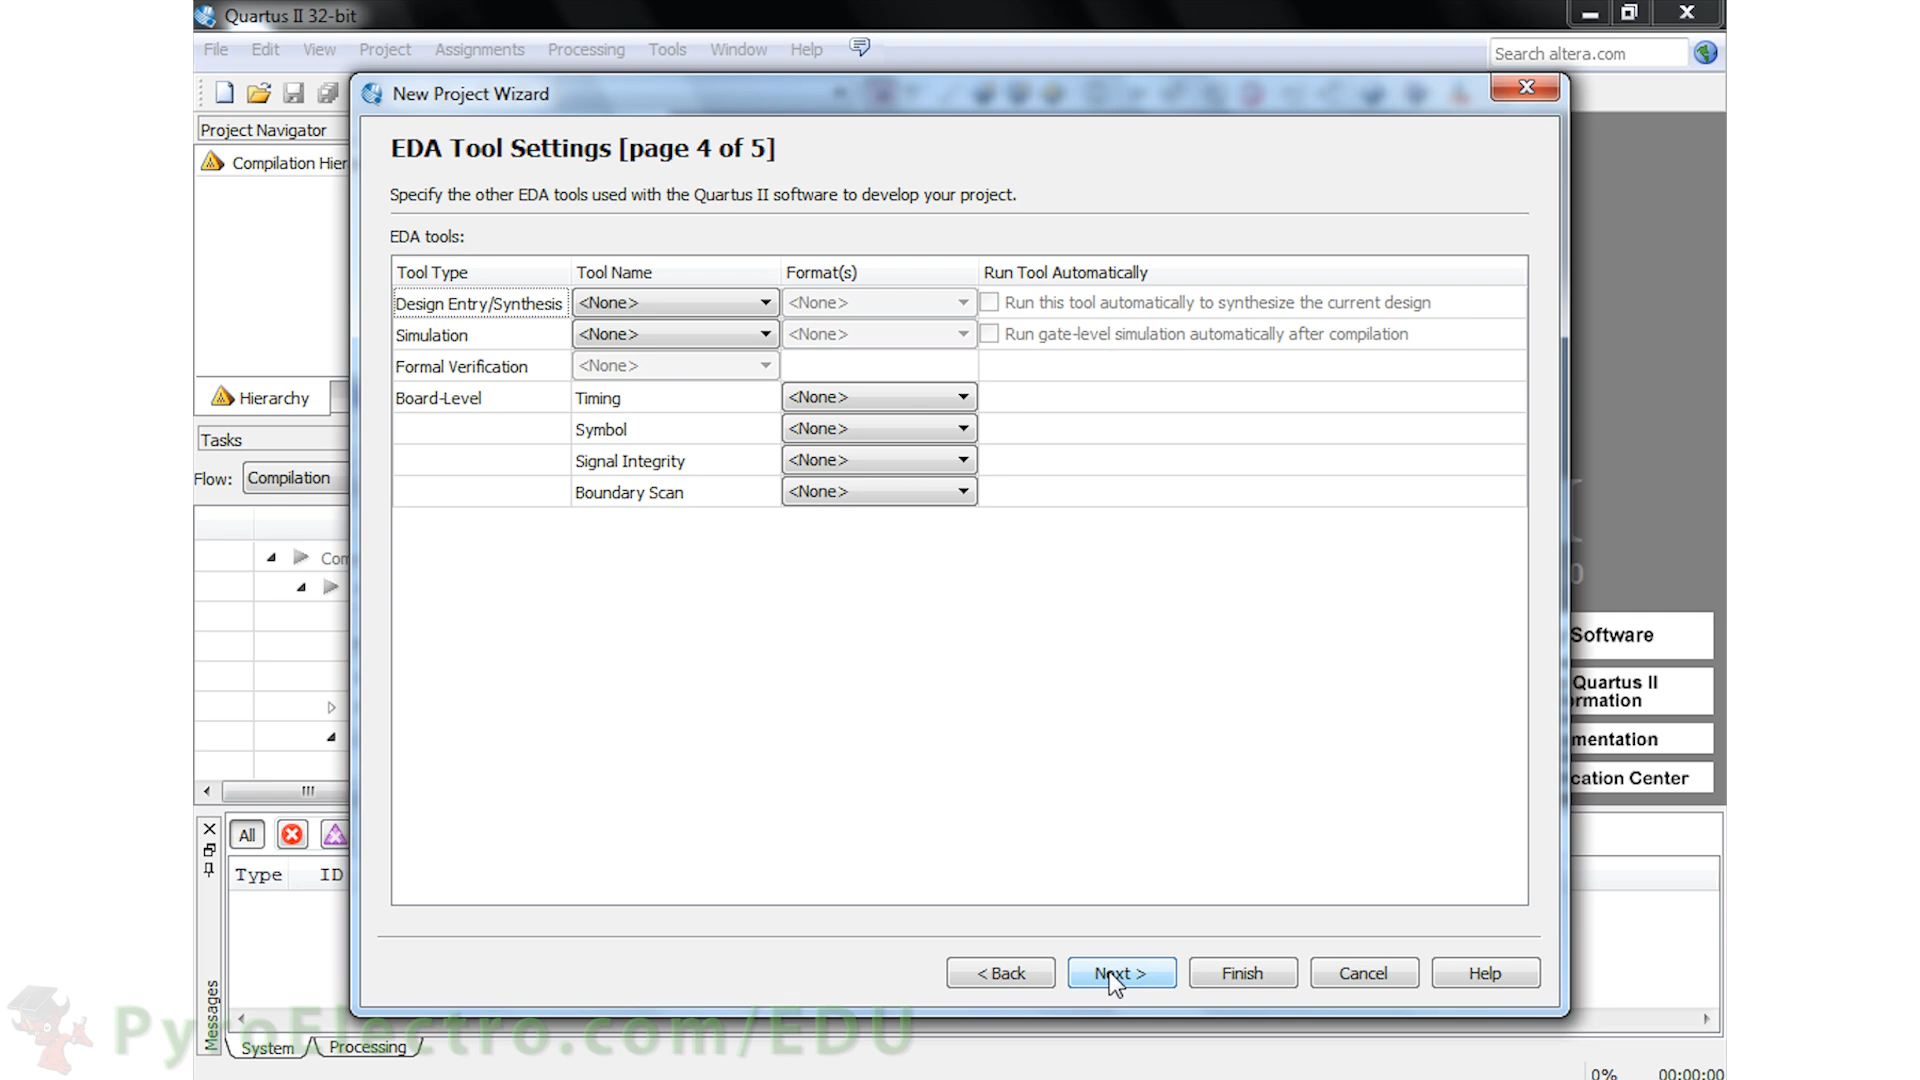 Quartus II 32-bit
File Edit View Project Assignments Processing Tools Window Help
Search altera.com
New Project Wizard
Project Navigator
Compilation Hier
Hierarchy
Tasks
Flow: Compilation
Com
EDA Tool Settings [page 4 of 5]
Specify the other EDA tools used with the Quartus II software to develop your project.
EDA tools:
Tool Type Tool Name Format(s) Run Tool Automatically
Design Entry/Synthesis <None> <None> Run this tool automatically to synthesize the current design
Simulation <None> <None> Run gate-level simulation automatically after compilation
Formal Verification <None>
Board-Level Timing <None>
Symbol <None>
Signal Integrity <None>
Boundary Scan <None>
Software
Quartus II
rmation
mentation
cation Center
All
Type ID
< Back Next > Finish Cancel Help
Messages
System Processing
PyroElectro.com/EDU
0% 00:00:00